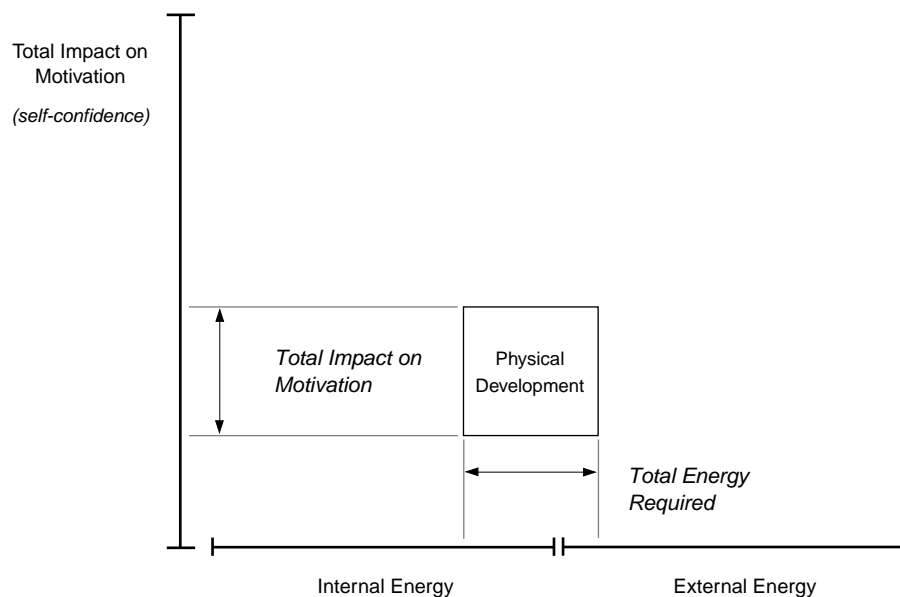 Total Impact on
Motivation
(self-confidence)
Total Impact on
Motivation
Physical
Development
Total Energy
Required
Internal Energy
External Energy